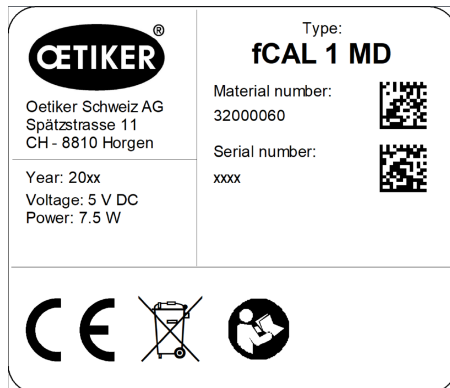 ŒTIKER®
Oetiker Schweiz AG
Spätzstrasse 11
CH - 8810 Horgen
Year: 20xx
Voltage: 5 V DC
Power: 7.5 W
Type:
fCAL 1 MD
Material number:
32000060
Serial number:
xxxx
CE